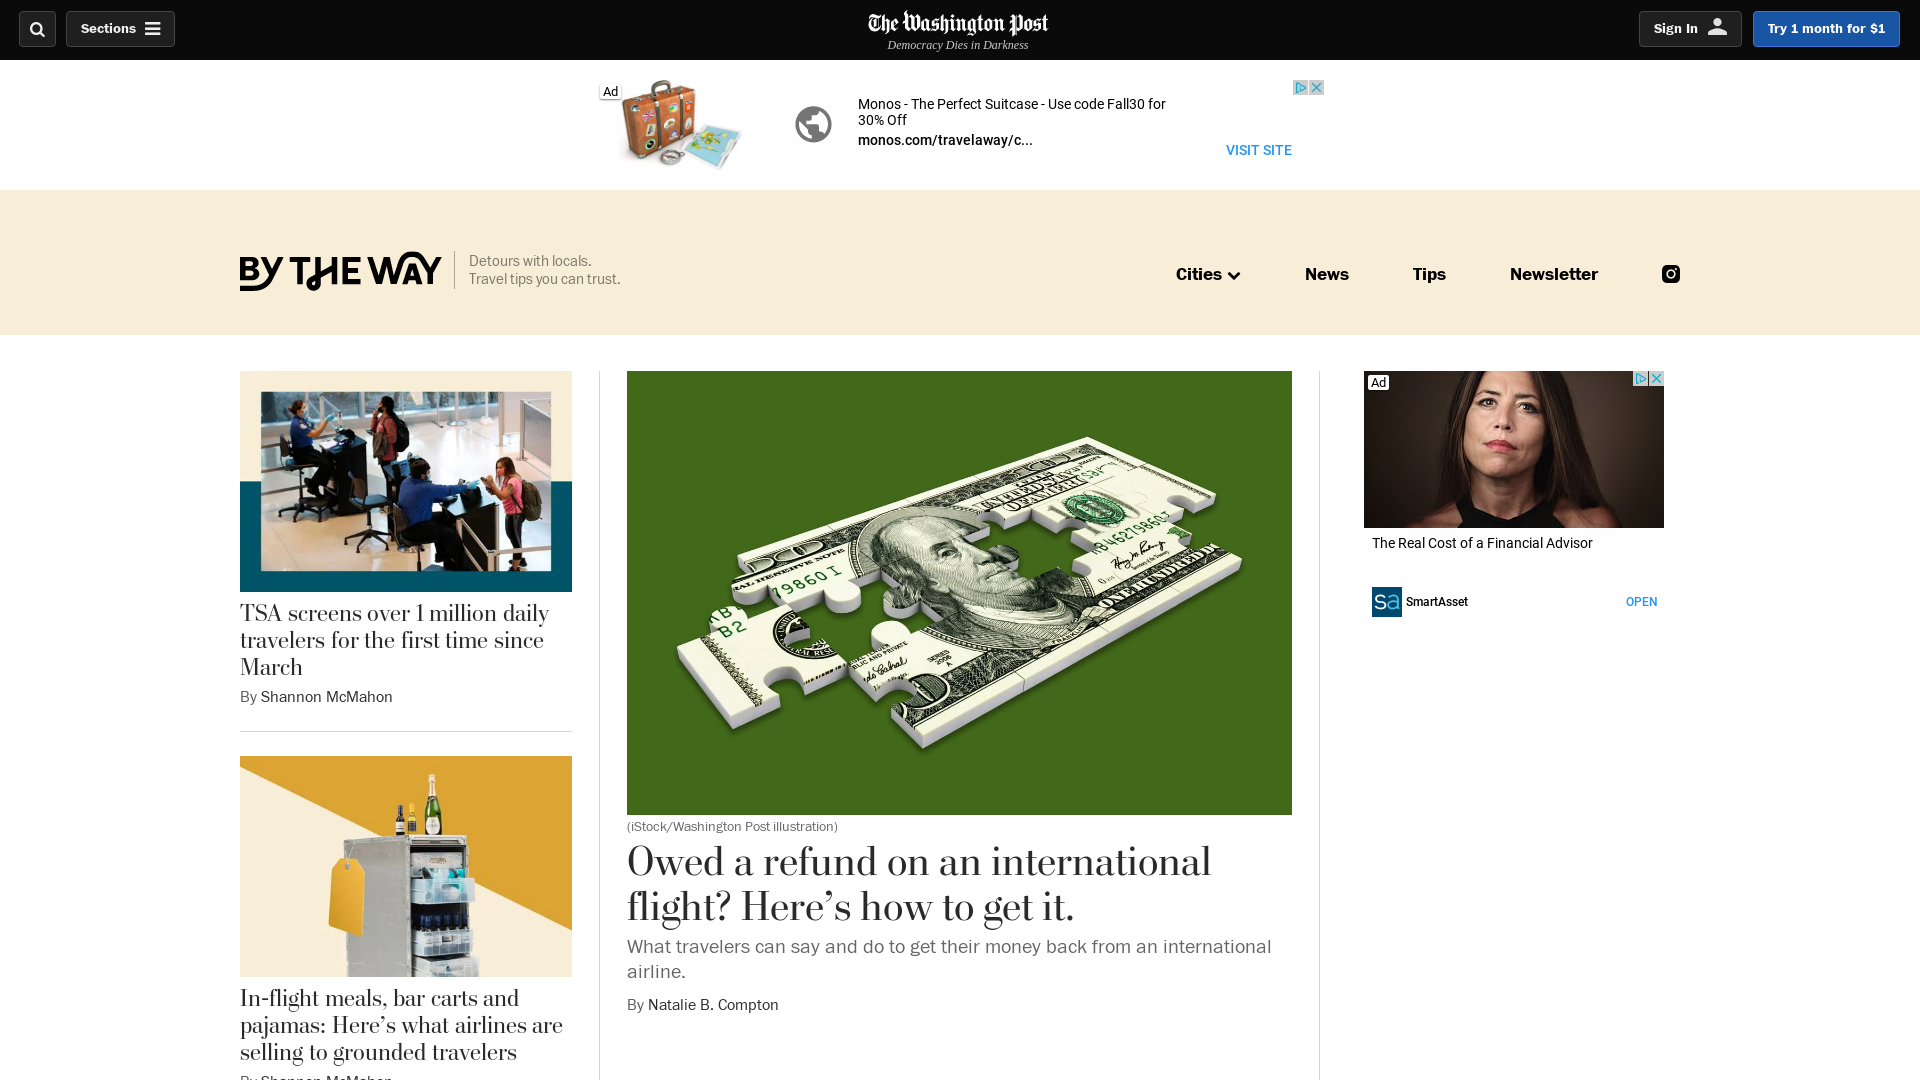 Sections
The Washington Post
Democracy Dies in Darkness
Sign In
Try 1 month for $1
Ad
Monos - The Perfect Suitcase - Use code Fall30 for
30% Off
monos.com/travelaway/c...
VISIT SITE
BY THE WAY
Detours with locals.
Travel tips you can trust.
Cities
News
Tips
Newsletter
TSA screens over 1 million daily
travelers for the first time since
March
By Shannon McMahon
In-flight meals, bar carts and
pajamas: Here’s what airlines are
selling to grounded travelers
By Shannon McMahon
(iStock/Washington Post illustration)
Owed a refund on an international
flight? Here’s how to get it.
What travelers can say and do to get their money back from an international
airline.
By Natalie B. Compton
Ad
The Real Cost of a Financial Advisor
sa
SmartAsset
OPEN